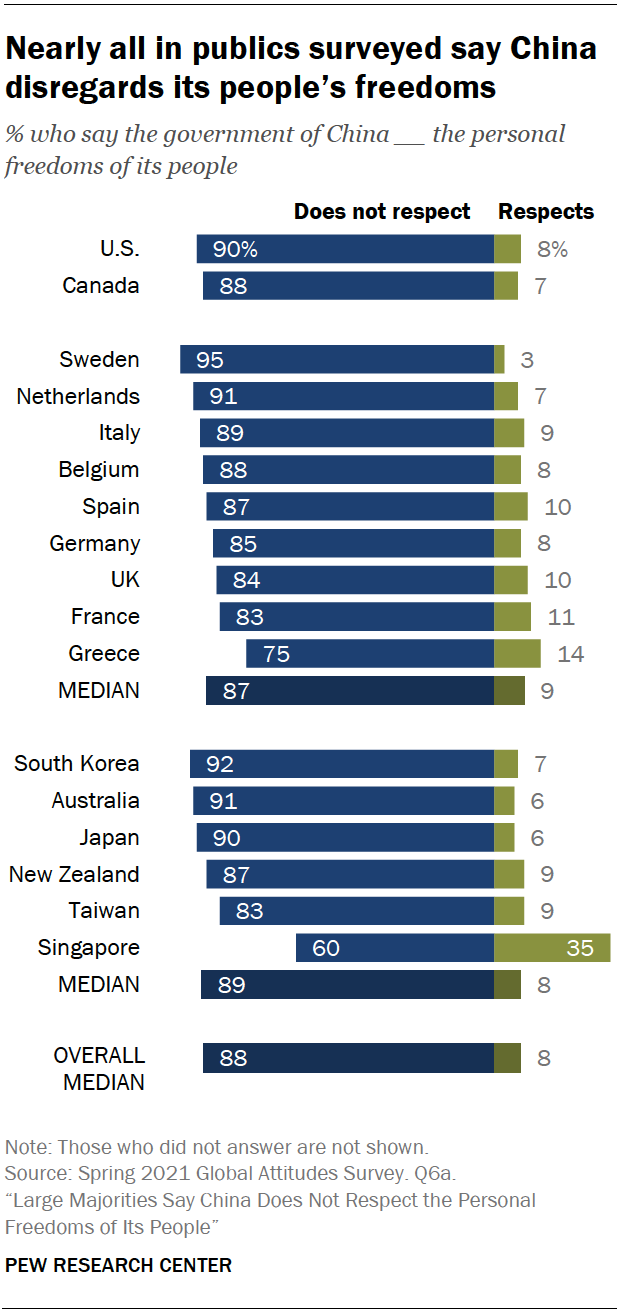 Nearly all in publics surveyed say China
disregards its people’s freedoms
% who say the government of China __ the personal
freedoms of its people
Does not respect Respects
U.S. 90% 8%
Canada 88 7
Sweden 95 3
Netherlands 91 7
Italy 89 9
Belgium 88 8
Spain 87 10
Germany 85 8
UK 84 10
France 83 11
Greece 75 14
MEDIAN 87 9
South Korea 92 7
Australia 91 6
Japan 90 6
New Zealand 87 9
Taiwan 83 9
Singapore 60 35
MEDIAN 89 8
OVERALL
MEDIAN 88 8
Note: Those who did not answer are not shown.
Source: Spring 2021 Global Attitudes Survey. Q6a.
“Large Majorities Say China Does Not Respect the Personal
Freedoms of Its People”
PEW RESEARCH CENTER